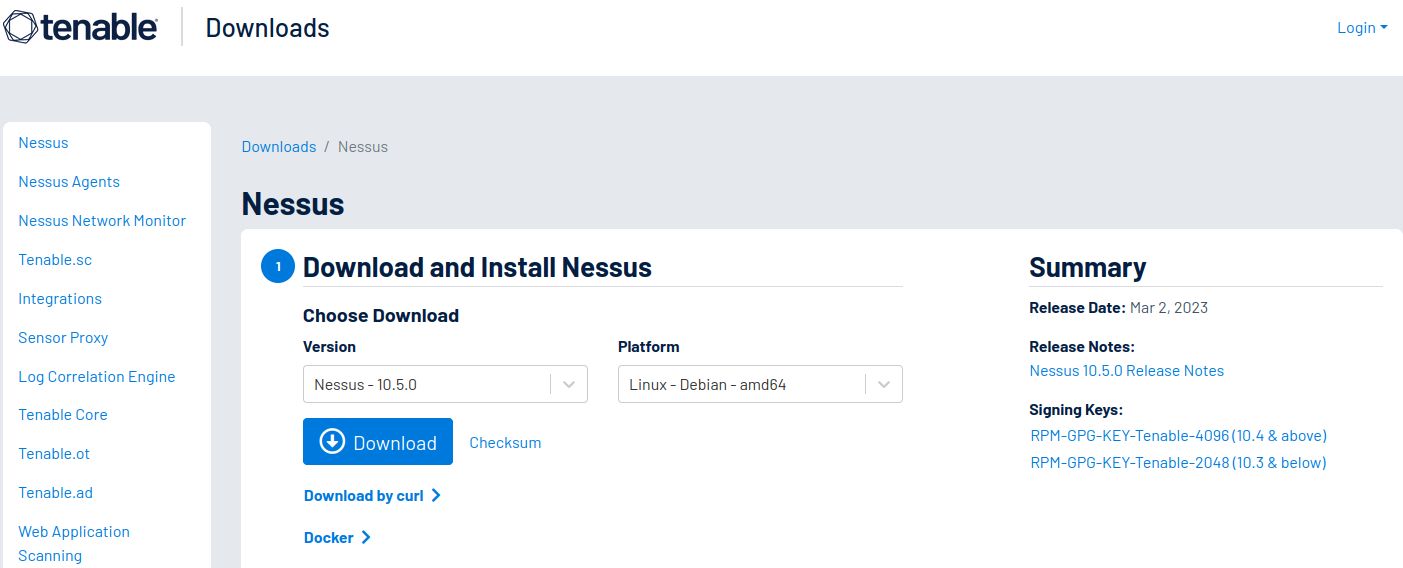 tenable
Downloads
Login
Nessus
Nessus Agents
Nessus Network Monitor
Tenable.sc
Integrations
Sensor Proxy
Log Correlation Engine
Tenable Core
Tenable.ot
Tenable.ad
Web Application
Scanning
Downloads / Nessus
Nessus
1 Download and Install Nessus
Choose Download
Version
Platform
Nessus - 10.5.0
Linux - Debian - amd64
Download
Checksum
Download by curl
Docker
Summary
Release Date: Mar 2, 2023
Release Notes:
Nessus 10.5.0 Release Notes
Signing Keys:
RPM-GPG-KEY-Tenable-4096 (10.4 & above)
RPM-GPG-KEY-Tenable-2048 (10.3 & below)